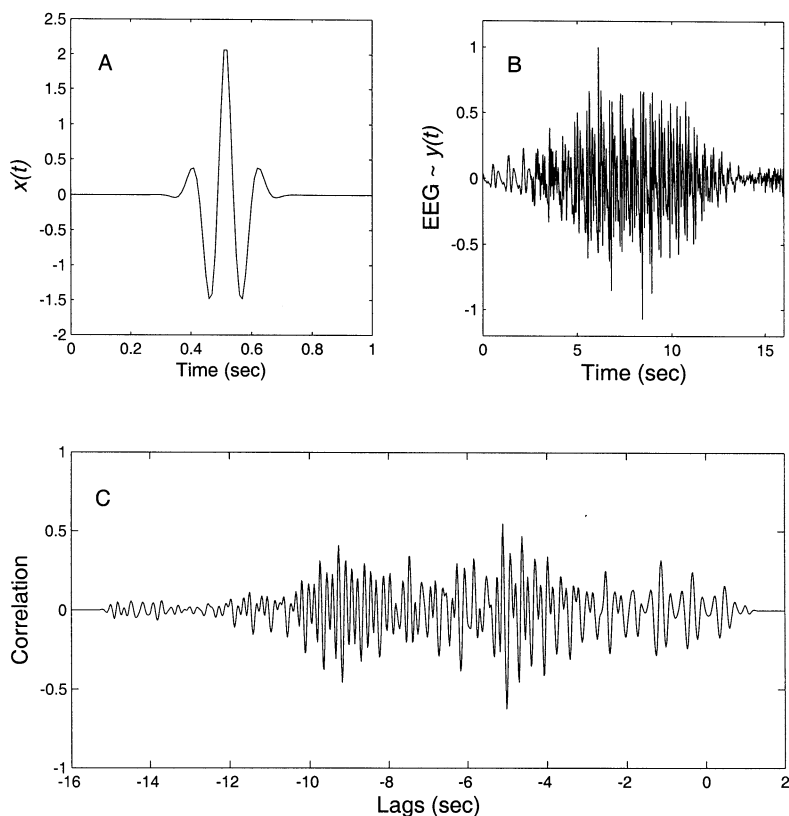 A
x(t)
2.5
2
1.5
1
0.5
0
-0.5
-1
-1.5
-2
0 0.2 0.4 0.6 0.8 1
Time (sec)
B
EEG ~ y(t)
1
0.5
0
-0.5
-1
0 5 10 15
Time (sec)
C
Correlation
1
0.5
0
-0.5
-1
-16 -14 -12 -10 -8 -6 -4 -2 0 2
Lags (sec)